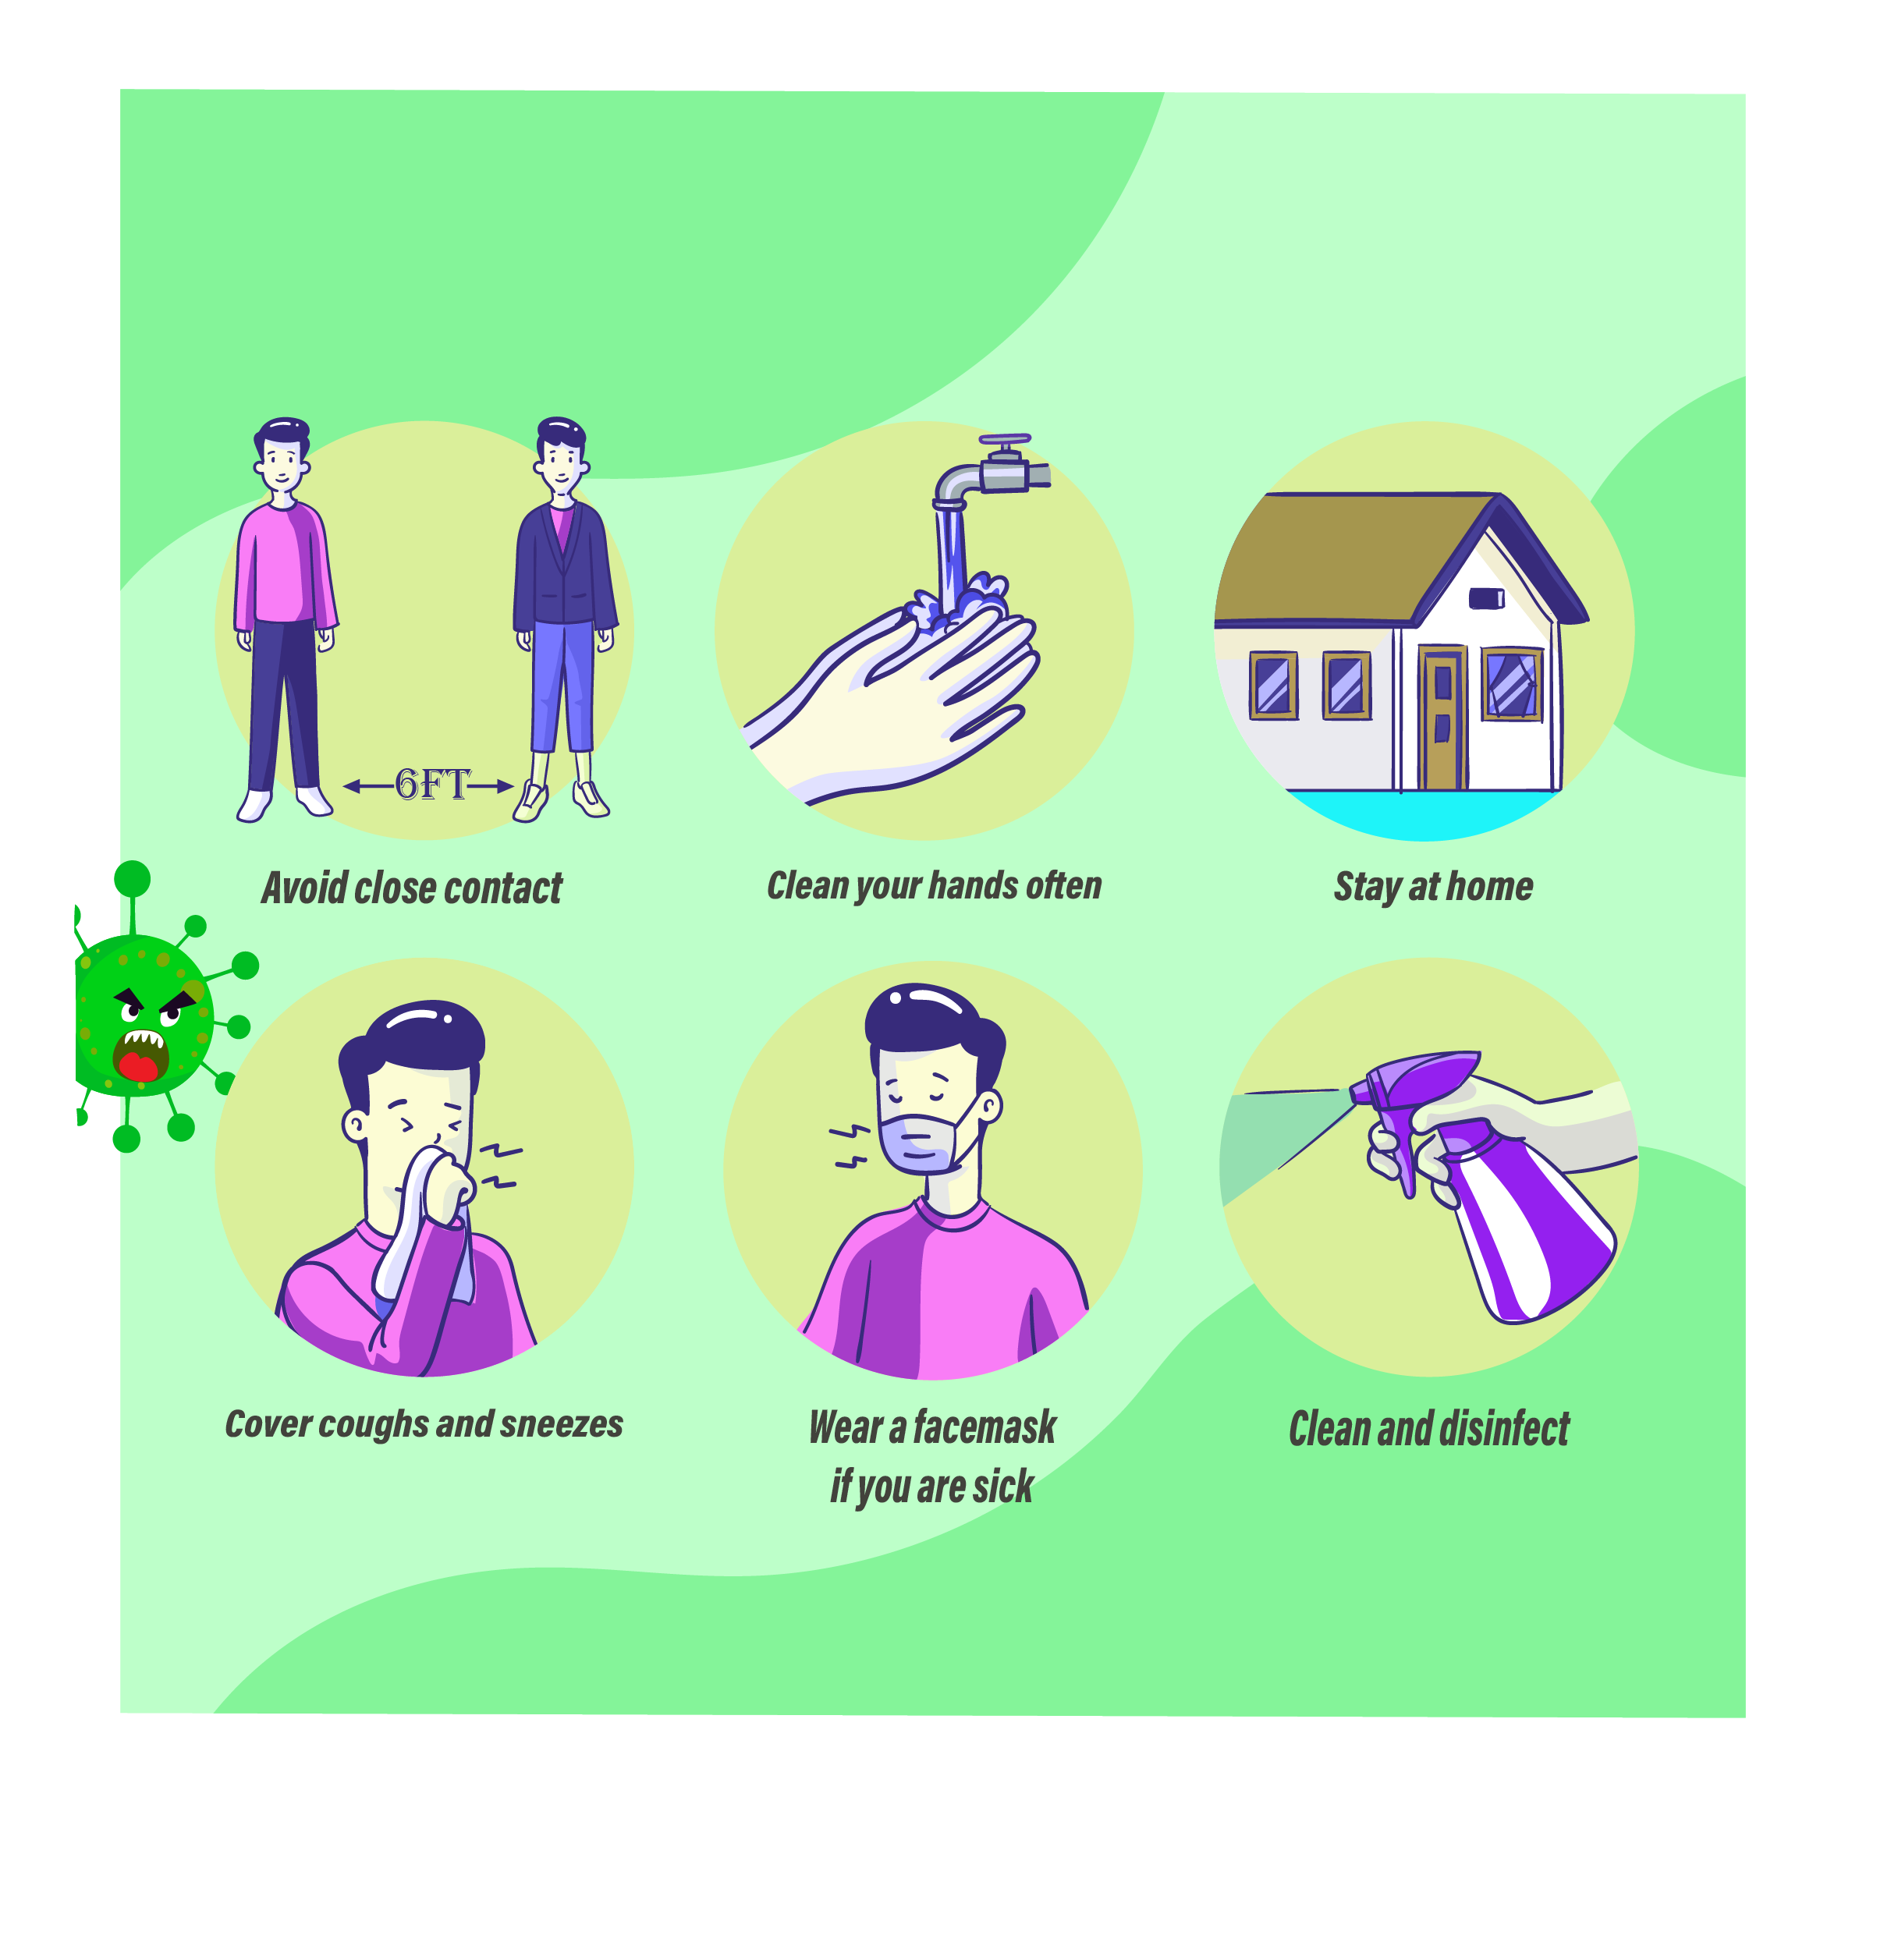 6FT
Avoid close contact
Clean your hands often
Stay at home
Cover coughs and sneezes
Wear a facemask
if you are sick
Clean and disinfect